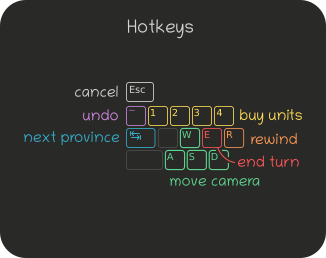 Hotkeys
cancel Esc
undo ~ 1 2 3 4 buy units
next province ↹ W E R rewind
A S D end turn
move camera